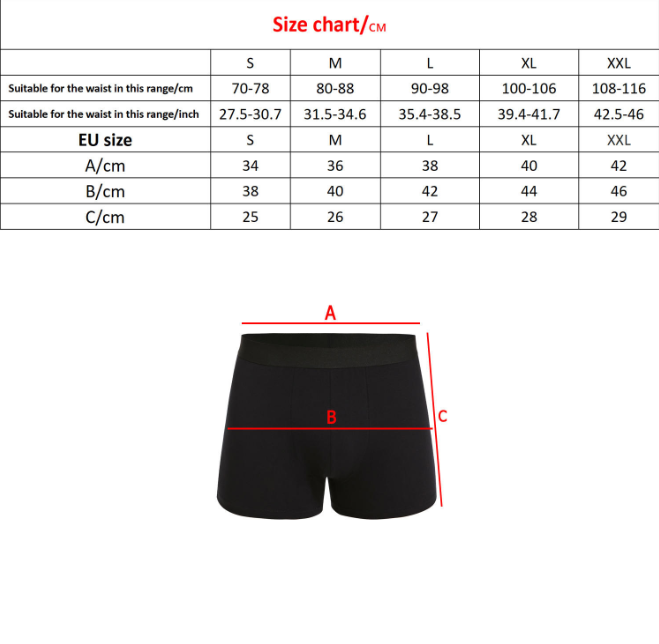 Size chart/CM
S M L XL XXL
Suitable for the waist in this range/cm 70-78 80-88 90-98 100-106 108-116
Suitable for the waist in this range/inch 27.5-30.7 31.5-34.6 35.4-38.5 39.4-41.7 42.5-46
EU size S M L XL XXL
A/cm 34 36 38 40 42
B/cm 38 40 42 44 46
C/cm 25 26 27 28 29
A
B
C